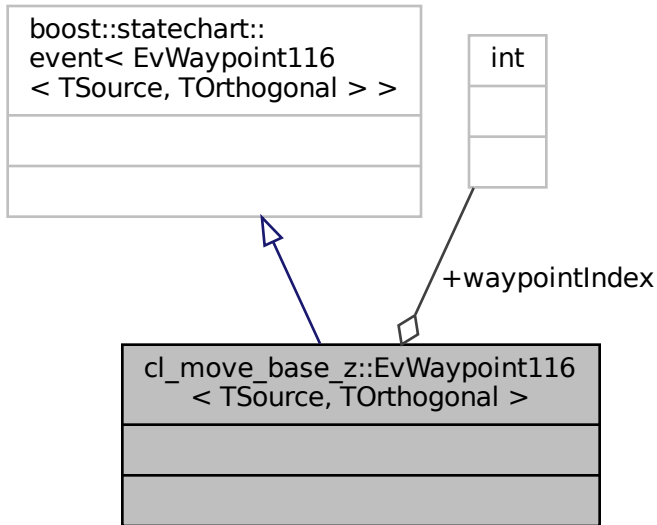 boost::statechart::
event< EvWaypoint116
< TSource, TOrthogonal > >
int
+waypointIndex
cl_move_base_z::EvWaypoint116
< TSource, TOrthogonal >